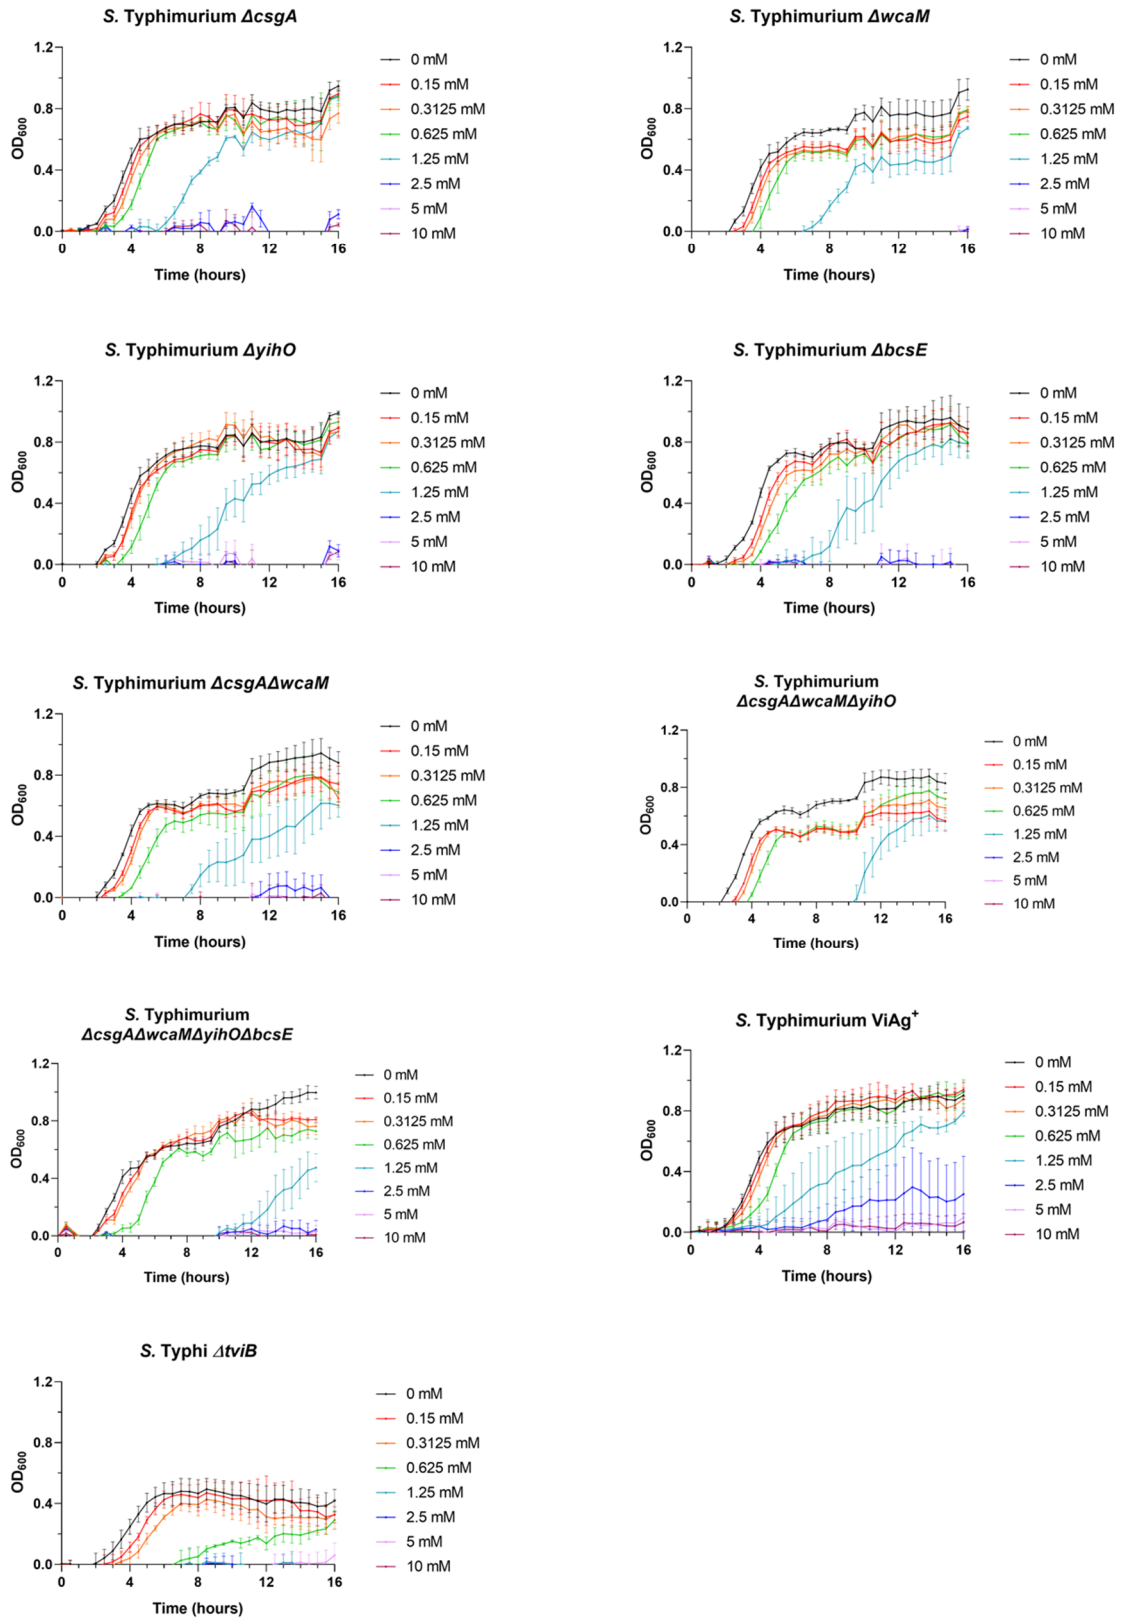 S. Typhimurium ΔcsgA
1.2
0.8
0.4
0.0
OD600
0 4 8 12 16
Time (hours)
0 mM
0.15 mM
0.3125 mM
0.625 mM
1.25 mM
2.5 mM
5 mM
10 mM
S. Typhimurium ΔwcaM
1.2
0.8
0.4
0.0
OD600
0 4 8 12 16
Time (hours)
0 mM
0.15 mM
0.3125 mM
0.625 mM
1.25 mM
2.5 mM
5 mM
10 mM
S. Typhimurium ΔyihO
1.2
0.8
0.4
0.0
OD600
0 4 8 12 16
Time (hours)
0 mM
0.15 mM
0.3125 mM
0.625 mM
1.25 mM
2.5 mM
5 mM
10 mM
S. Typhimurium ΔbcsE
1.2
0.8
0.4
0.0
OD600
0 4 8 12 16
Time (hours)
0 mM
0.15 mM
0.3125 mM
0.625 mM
1.25 mM
2.5 mM
5 mM
10 mM
S. Typhimurium ΔcsgAΔwcaM
1.2
0.8
0.4
0.0
OD600
0 4 8 12 16
Time (hours)
0 mM
0.15 mM
0.3125 mM
0.625 mM
1.25 mM
2.5 mM
5 mM
10 mM
S. Typhimurium
ΔcsgAΔwcaMΔyihO
1.2
0.8
0.4
0.0
OD600
0 4 8 12 16
Time (hours)
0 mM
0.15 mM
0.3125 mM
0.625 mM
1.25 mM
2.5 mM
5 mM
10 mM
S. Typhimurium
ΔcsgAΔwcaMΔyihOΔbcsE
1.2
0.8
0.4
0.0
OD600
0 4 8 12 16
Time (hours)
0 mM
0.15 mM
0.3125 mM
0.625 mM
1.25 mM
2.5 mM
5 mM
10 mM
S. Typhimurium ViAg+
1.2
0.8
0.4
0.0
OD600
0 4 8 12 16
Time (hours)
0 mM
0.15 mM
0.3125 mM
0.625 mM
1.25 mM
2.5 mM
5 mM
10 mM
S. Typhi ΔtviB
1.2
0.8
0.4
0.0
OD600
0 4 8 12 16
Time (hours)
0 mM
0.15 mM
0.3125 mM
0.625 mM
1.25 mM
2.5 mM
5 mM
10 mM